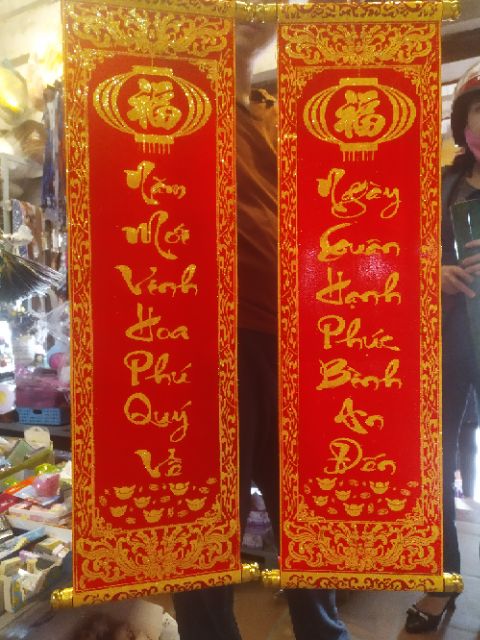 福
Năm
Mới
Vinh
Hoa
Phú
Quý
Về
福
Ngày
Xuân
Hạnh
Phúc
Bình
An
Đến